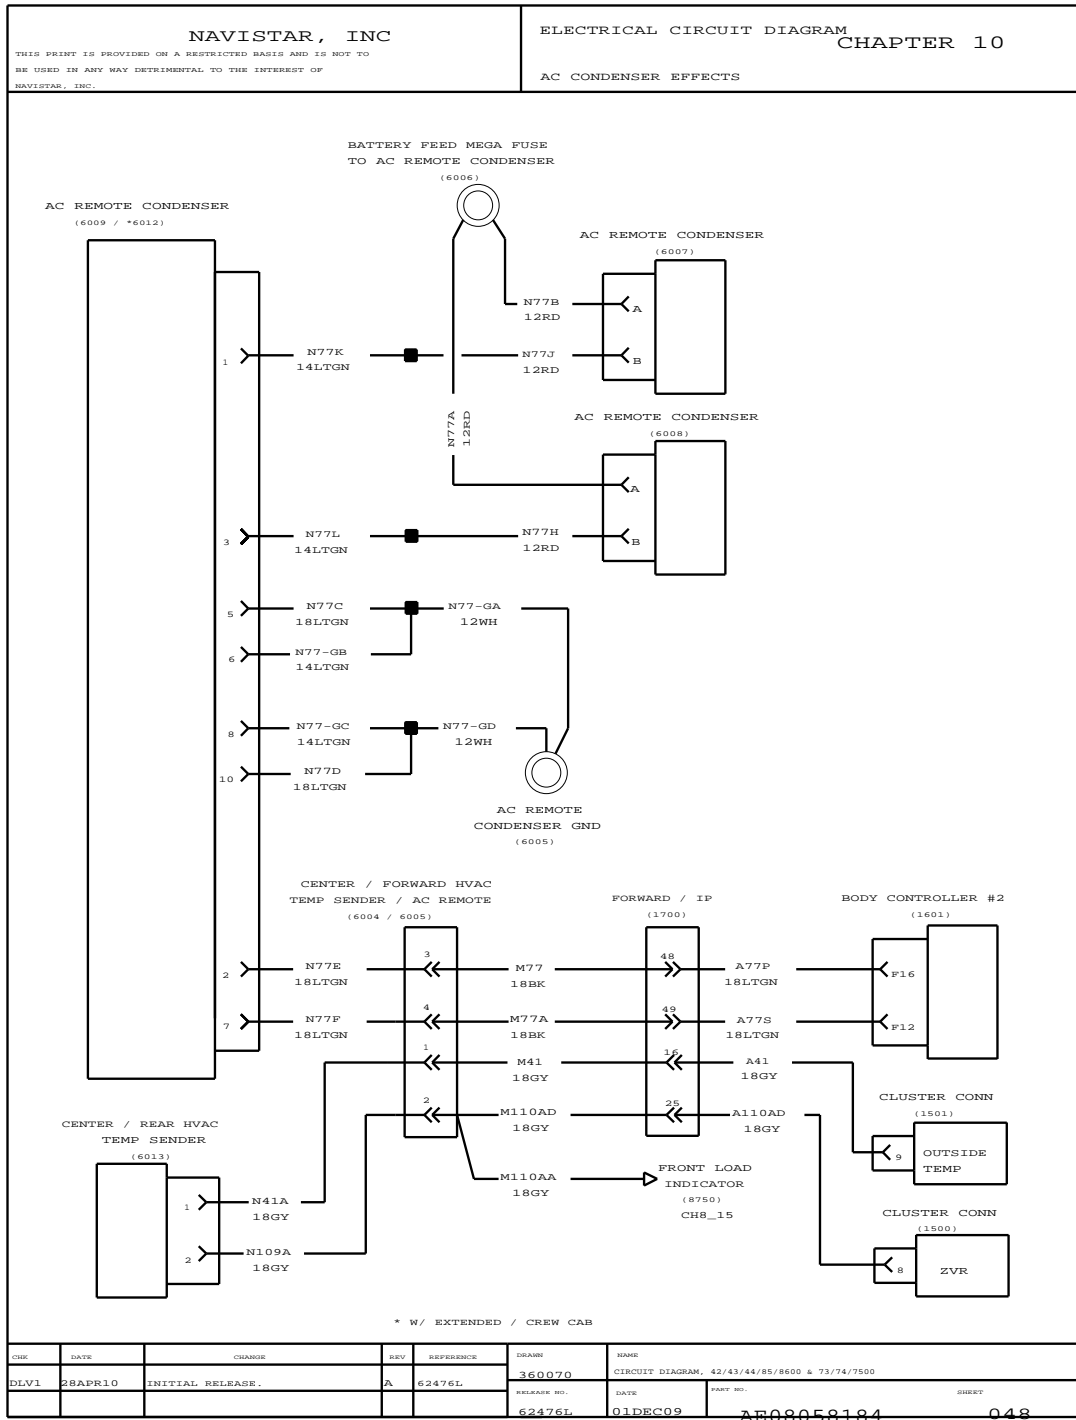 NAVISTAR, INC
THIS PRINT IS PROVIDED ON A RESTRICTED BASIS AND IS NOT TO
BE USED IN ANY WAY DETRIMENTAL TO THE INTEREST OF
NAVISTAR, INC.
ELECTRICAL CIRCUIT DIAGRAM
CHAPTER 10
AC CONDENSER EFFECTS
BATTERY FEED MEGA FUSE
TO AC REMOTE CONDENSER
(6006)
AC REMOTE CONDENSER
(6009 / *6012)
AC REMOTE CONDENSER
(6007)
N77B
12RD
A
1
N77K
14LTGN
N77J
12RD
B
N77A
12RD
AC REMOTE CONDENSER
(6008)
A
3
N77L
14LTGN
N77H
12RD
B
5
N77C
18LTGN
N77-GA
12WH
6
N77-GB
14LTGN
8
N77-GC
14LTGN
N77-GD
12WH
10
N77D
18LTGN
AC REMOTE
CONDENSER GND
(6005)
CENTER / FORWARD HVAC
TEMP SENDER / AC REMOTE
(6004 / 6005)
FORWARD / IP
(1700)
BODY CONTROLLER #2
(1601)
2
N77E
18LTGN
3
M77
18BK
48
A77P
18LTGN
F16
7
N77F
18LTGN
4
M77A
18BK
49
A77S
18LTGN
F12
1
M41
18GY
16
A41
18GY
2
M110AD
18GY
25
A110AD
18GY
CLUSTER CONN
(1501)
9
OUTSIDE
TEMP
CENTER / REAR HVAC
TEMP SENDER
(6013)
M110AA
18GY
FRONT LOAD
INDICATOR
(8750)
CH8_15
1
N41A
18GY
2
N109A
18GY
CLUSTER CONN
(1500)
8
ZVR
* W/ EXTENDED / CREW CAB
CHK
DATE
CHANGE
REV
REFERENCE
DRAWN
NAME
DLV1
28APR10
INITIAL RELEASE.
A
62476L
360070
CIRCUIT DIAGRAM, 42/43/44/85/8600 & 73/74/7500
RELEASE NO.
DATE
PART NO.
SHEET
62476L
01DEC09
AE08058184
048